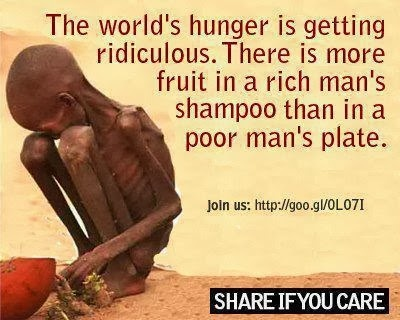 The world's hunger is getting
ridiculous. There is more
fruit in a rich man's
shampoo than in a
poor man's plate.
Join us: http://goo.gl/0L07I
SHARE IF YOU CARE